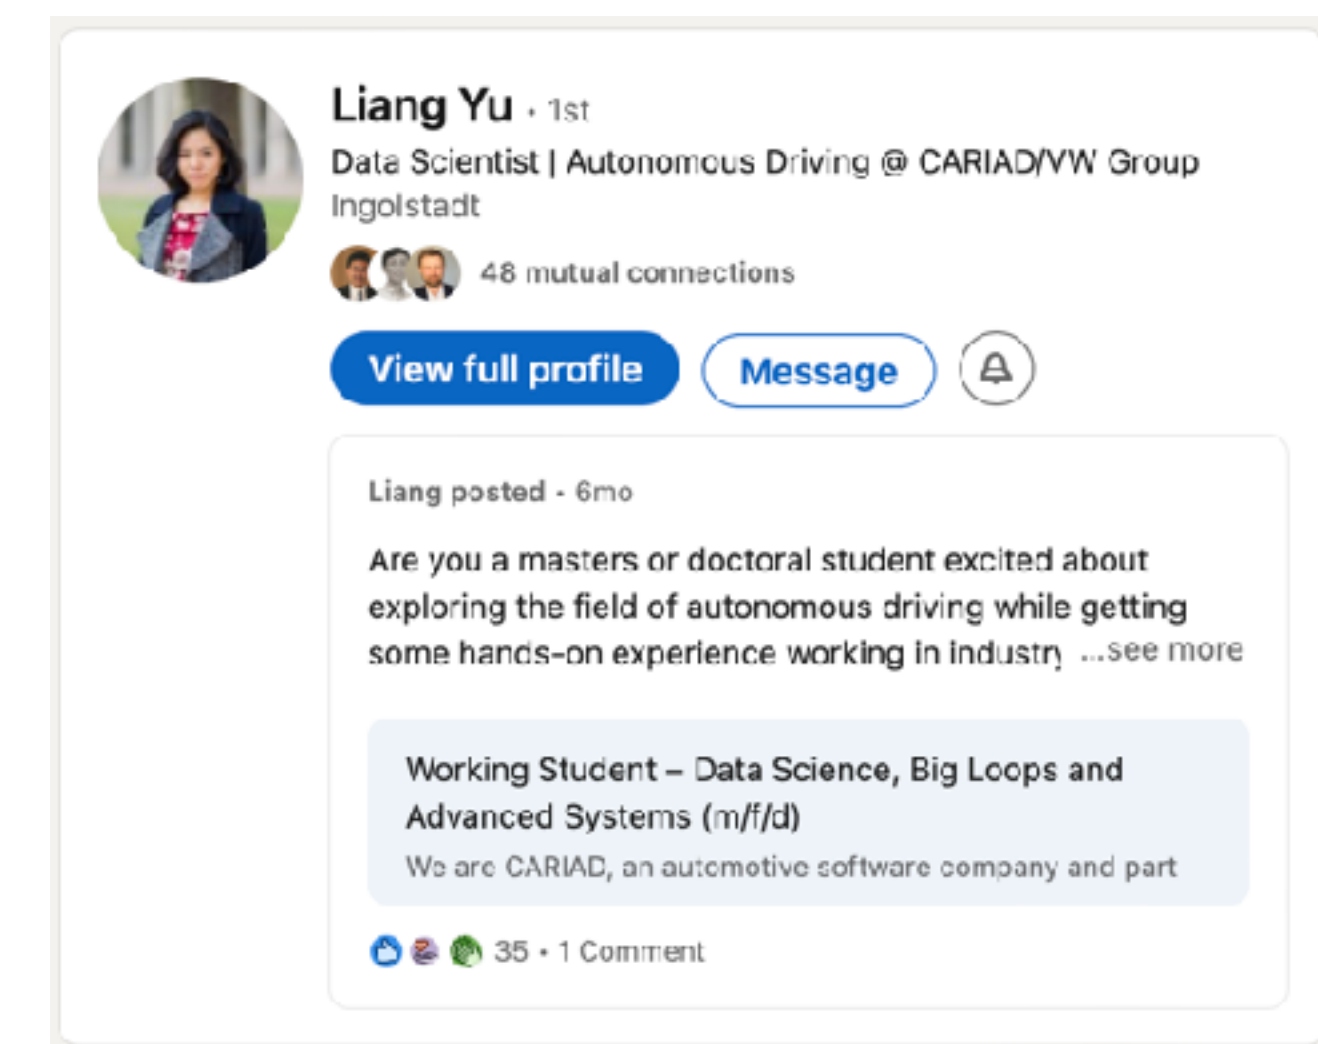 Liang Yu · 1st
Data Scientist | Autonomous Driving @ CARIAD/VW Group
Ingolstadt
48 mutual connections
View full profile
Message
Liang posted · 6mo
Are you a masters or doctoral student excited about
exploring the field of autonomous driving while getting
some hands-on experience working in industry ...see more
Working Student – Data Science, Big Loops and
Advanced Systems (m/f/d)
We are CARIAD, an automotive software company and part
35 · 1 Comment